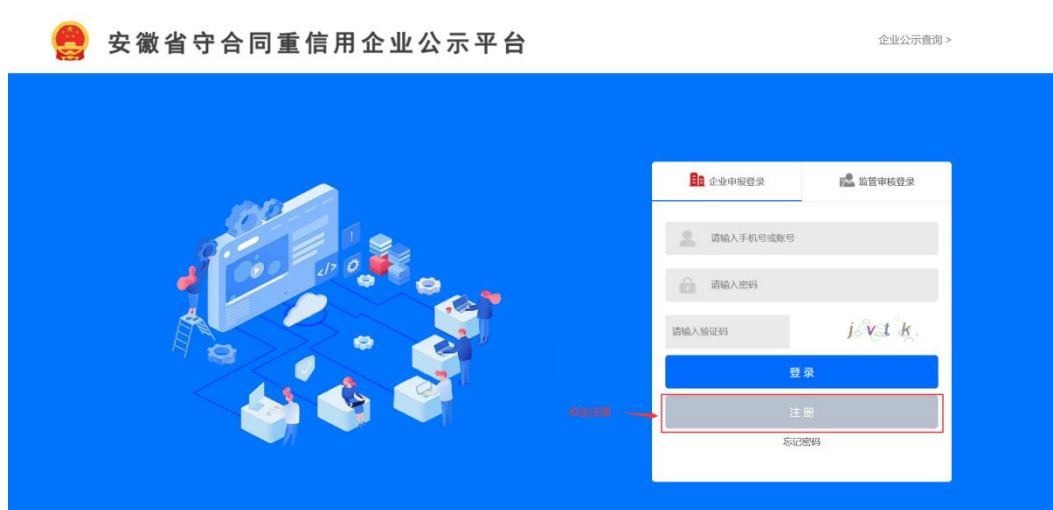 安徽省守合同重信用企业公示平台
企业公示查询 >
企业申报登录
监管审核登录
请输入手机号或账号
请输入密码
请输入验证码
jvtk
登录
点击注册
注册
忘记密码